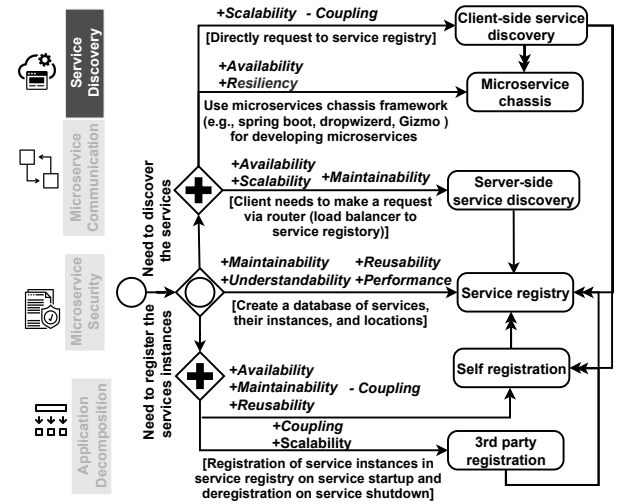 Service
Discovery
Microservice
Communication
Microservice
Security
Application
Decomposition
Need to discover
the services
Need to register the
services instances
+Scalability - Coupling
[Directly request to service registry]
Client-side service
discovery
+Availability
+Resiliency
Microservice
chassis
Use microservices chassis framework
(e.g., spring boot, dropwizerd, Gizmo )
for developing microservices
+Availability
+Scalability +Maintainability
[Client needs to make a request
via router (load balancer to
service registory)]
Server-side
service discovery
+Maintainability +Reusability
+Understandability +Performance
[Create a database of services,
their instances, and locations]
Service registry
Self registration
+Availability
+Maintainability - Coupling
+Reusability
+Coupling
+Scalability
3rd party
registration
[Registration of service instances in
service registry on service startup and
deregistration on service shutdown]